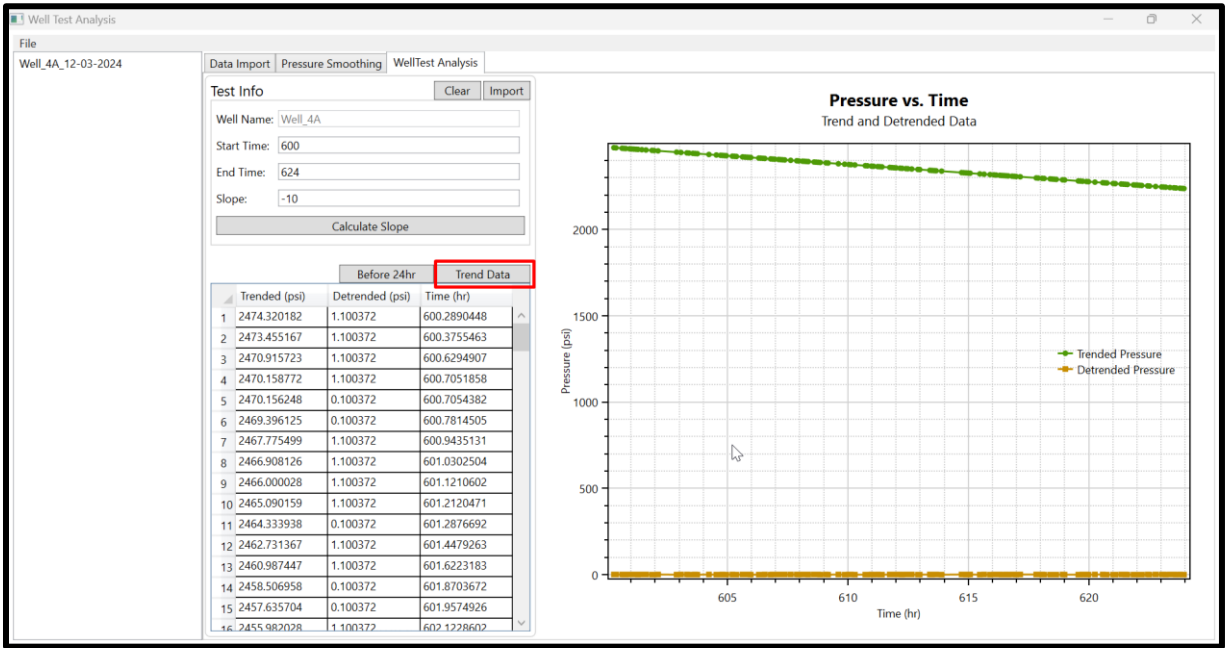 Well Test Analysis
File
Well_4A_12-03-2024
Data Import Pressure Smoothing WellTest Analysis
Test Info Clear Import
Well Name: Well_4A
Start Time: 600
End Time: 624
Slope: -10
Calculate Slope
Before 24hr Trend Data
Trended (psi) Detrended (psi) Time (hr)
1 2474.320182 1.100372 600.2890448
2 2473.455167 1.100372 600.3755463
3 2470.915723 1.100372 600.6294907
4 2470.158772 1.100372 600.7051858
5 2470.156248 0.100372 600.7054382
6 2469.396125 0.100372 600.7814505
7 2467.775499 1.100372 600.9435131
8 2466.908126 1.100372 601.0302504
9 2466.000028 1.100372 601.1210602
10 2465.090159 1.100372 601.2120471
11 2464.333938 0.100372 601.2876692
12 2462.731367 1.100372 601.4479263
13 2460.987447 1.100372 601.6223183
14 2458.506958 0.100372 601.8703672
15 2457.635704 0.100372 601.9574926
16 2455.982028 1.100372 602.1228602
Pressure vs. Time
Trend and Detrended Data
Pressure (psi)
2000
1500
1000
500
0
Trended Pressure
Detrended Pressure
605 610 615 620
Time (hr)